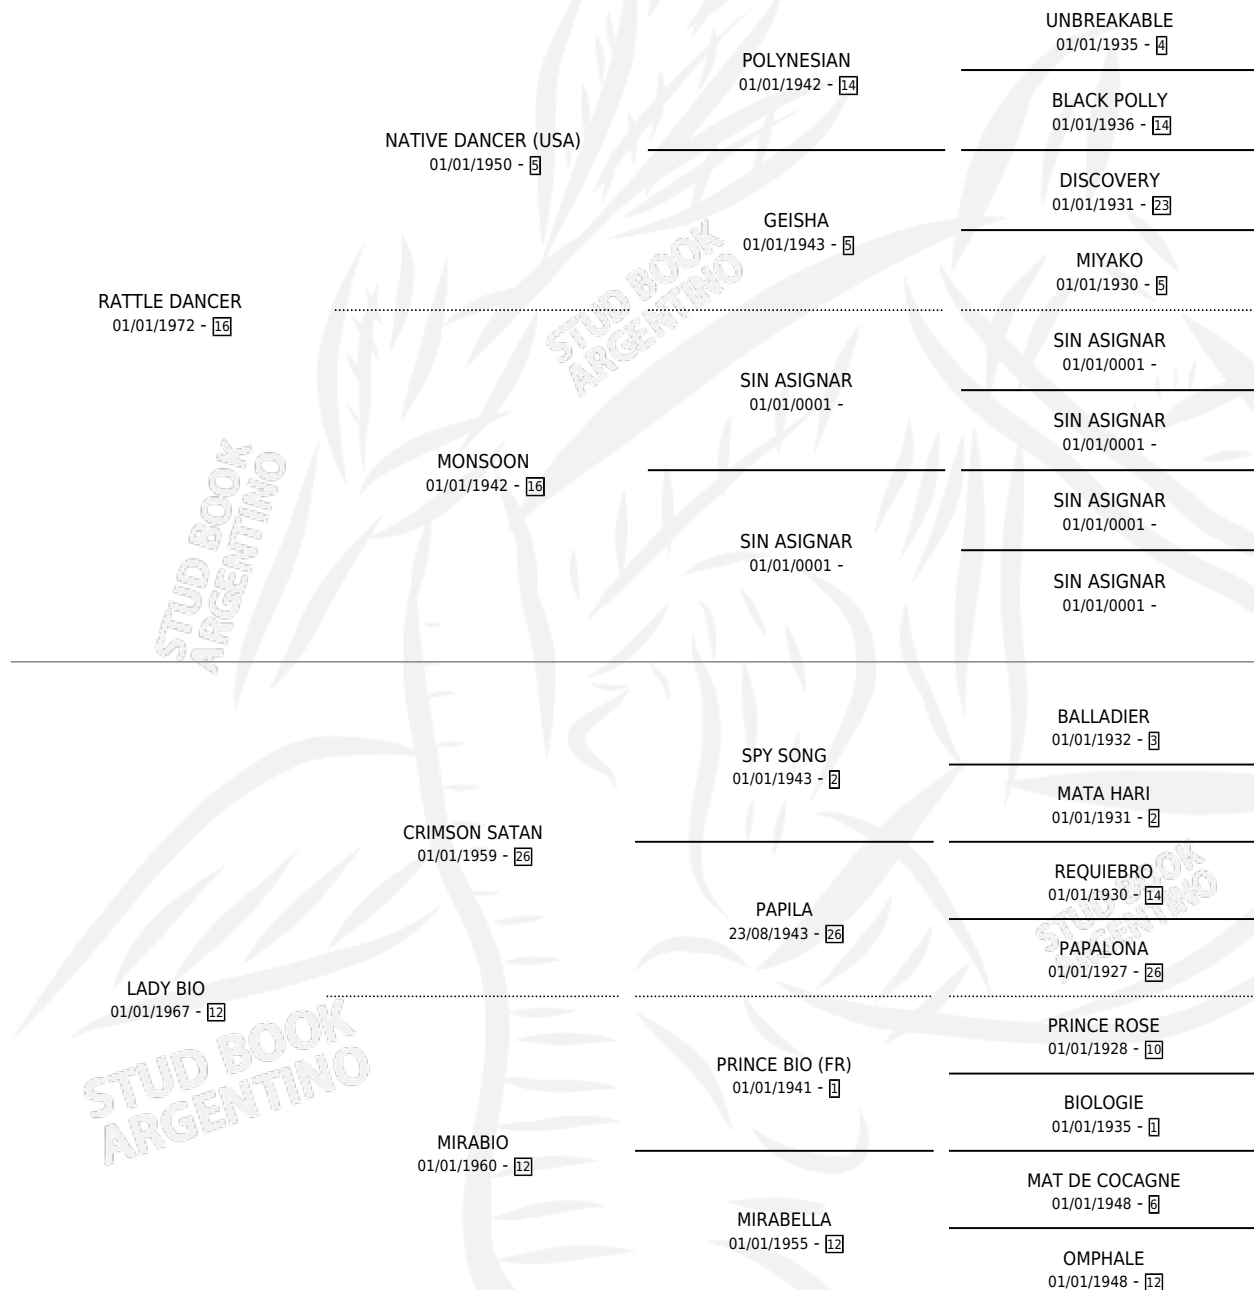 UNBREAKABLE
01/01/1935 - 4
POLYNESIAN
01/01/1942 - 14
BLACK POLLY
01/01/1936 - 14
NATIVE DANCER (USA)
01/01/1950 - 5
DISCOVERY
01/01/1931 - 23
GEISHA
01/01/1943 - 5
MIYAKO
01/01/1930 - 5
RATTLE DANCER
01/01/1972 - 16
SIN ASIGNAR
01/01/0001 -
SIN ASIGNAR
01/01/0001 -
SIN ASIGNAR
01/01/0001 -
MONSOON
01/01/1942 - 16
SIN ASIGNAR
01/01/0001 -
SIN ASIGNAR
01/01/0001 -
SIN ASIGNAR
01/01/0001 -
STUD BOOK
ARGENTINO
STUD BOOK
ARGENTINO
BALLADIER
01/01/1932 - 3
SPY SONG
01/01/1943 - 2
MATA HARI
01/01/1931 - 2
CRIMSON SATAN
01/01/1959 - 26
REQUIEBRO
01/01/1930 - 14
PAPILA
23/08/1943 - 26
PAPALONA
01/01/1927 - 26
LADY BIO
01/01/1967 - 12
PRINCE ROSE
01/01/1928 - 10
PRINCE BIO (FR)
01/01/1941 - 1
BIOLOGIE
01/01/1935 - 1
MIRABIO
01/01/1960 - 12
MAT DE COCAGNE
01/01/1948 - 6
MIRABELLA
01/01/1955 - 12
OMPHALE
01/01/1948 - 12
STUD BOOK
ARGENTINO
STUD BOOK
ARGENTINO